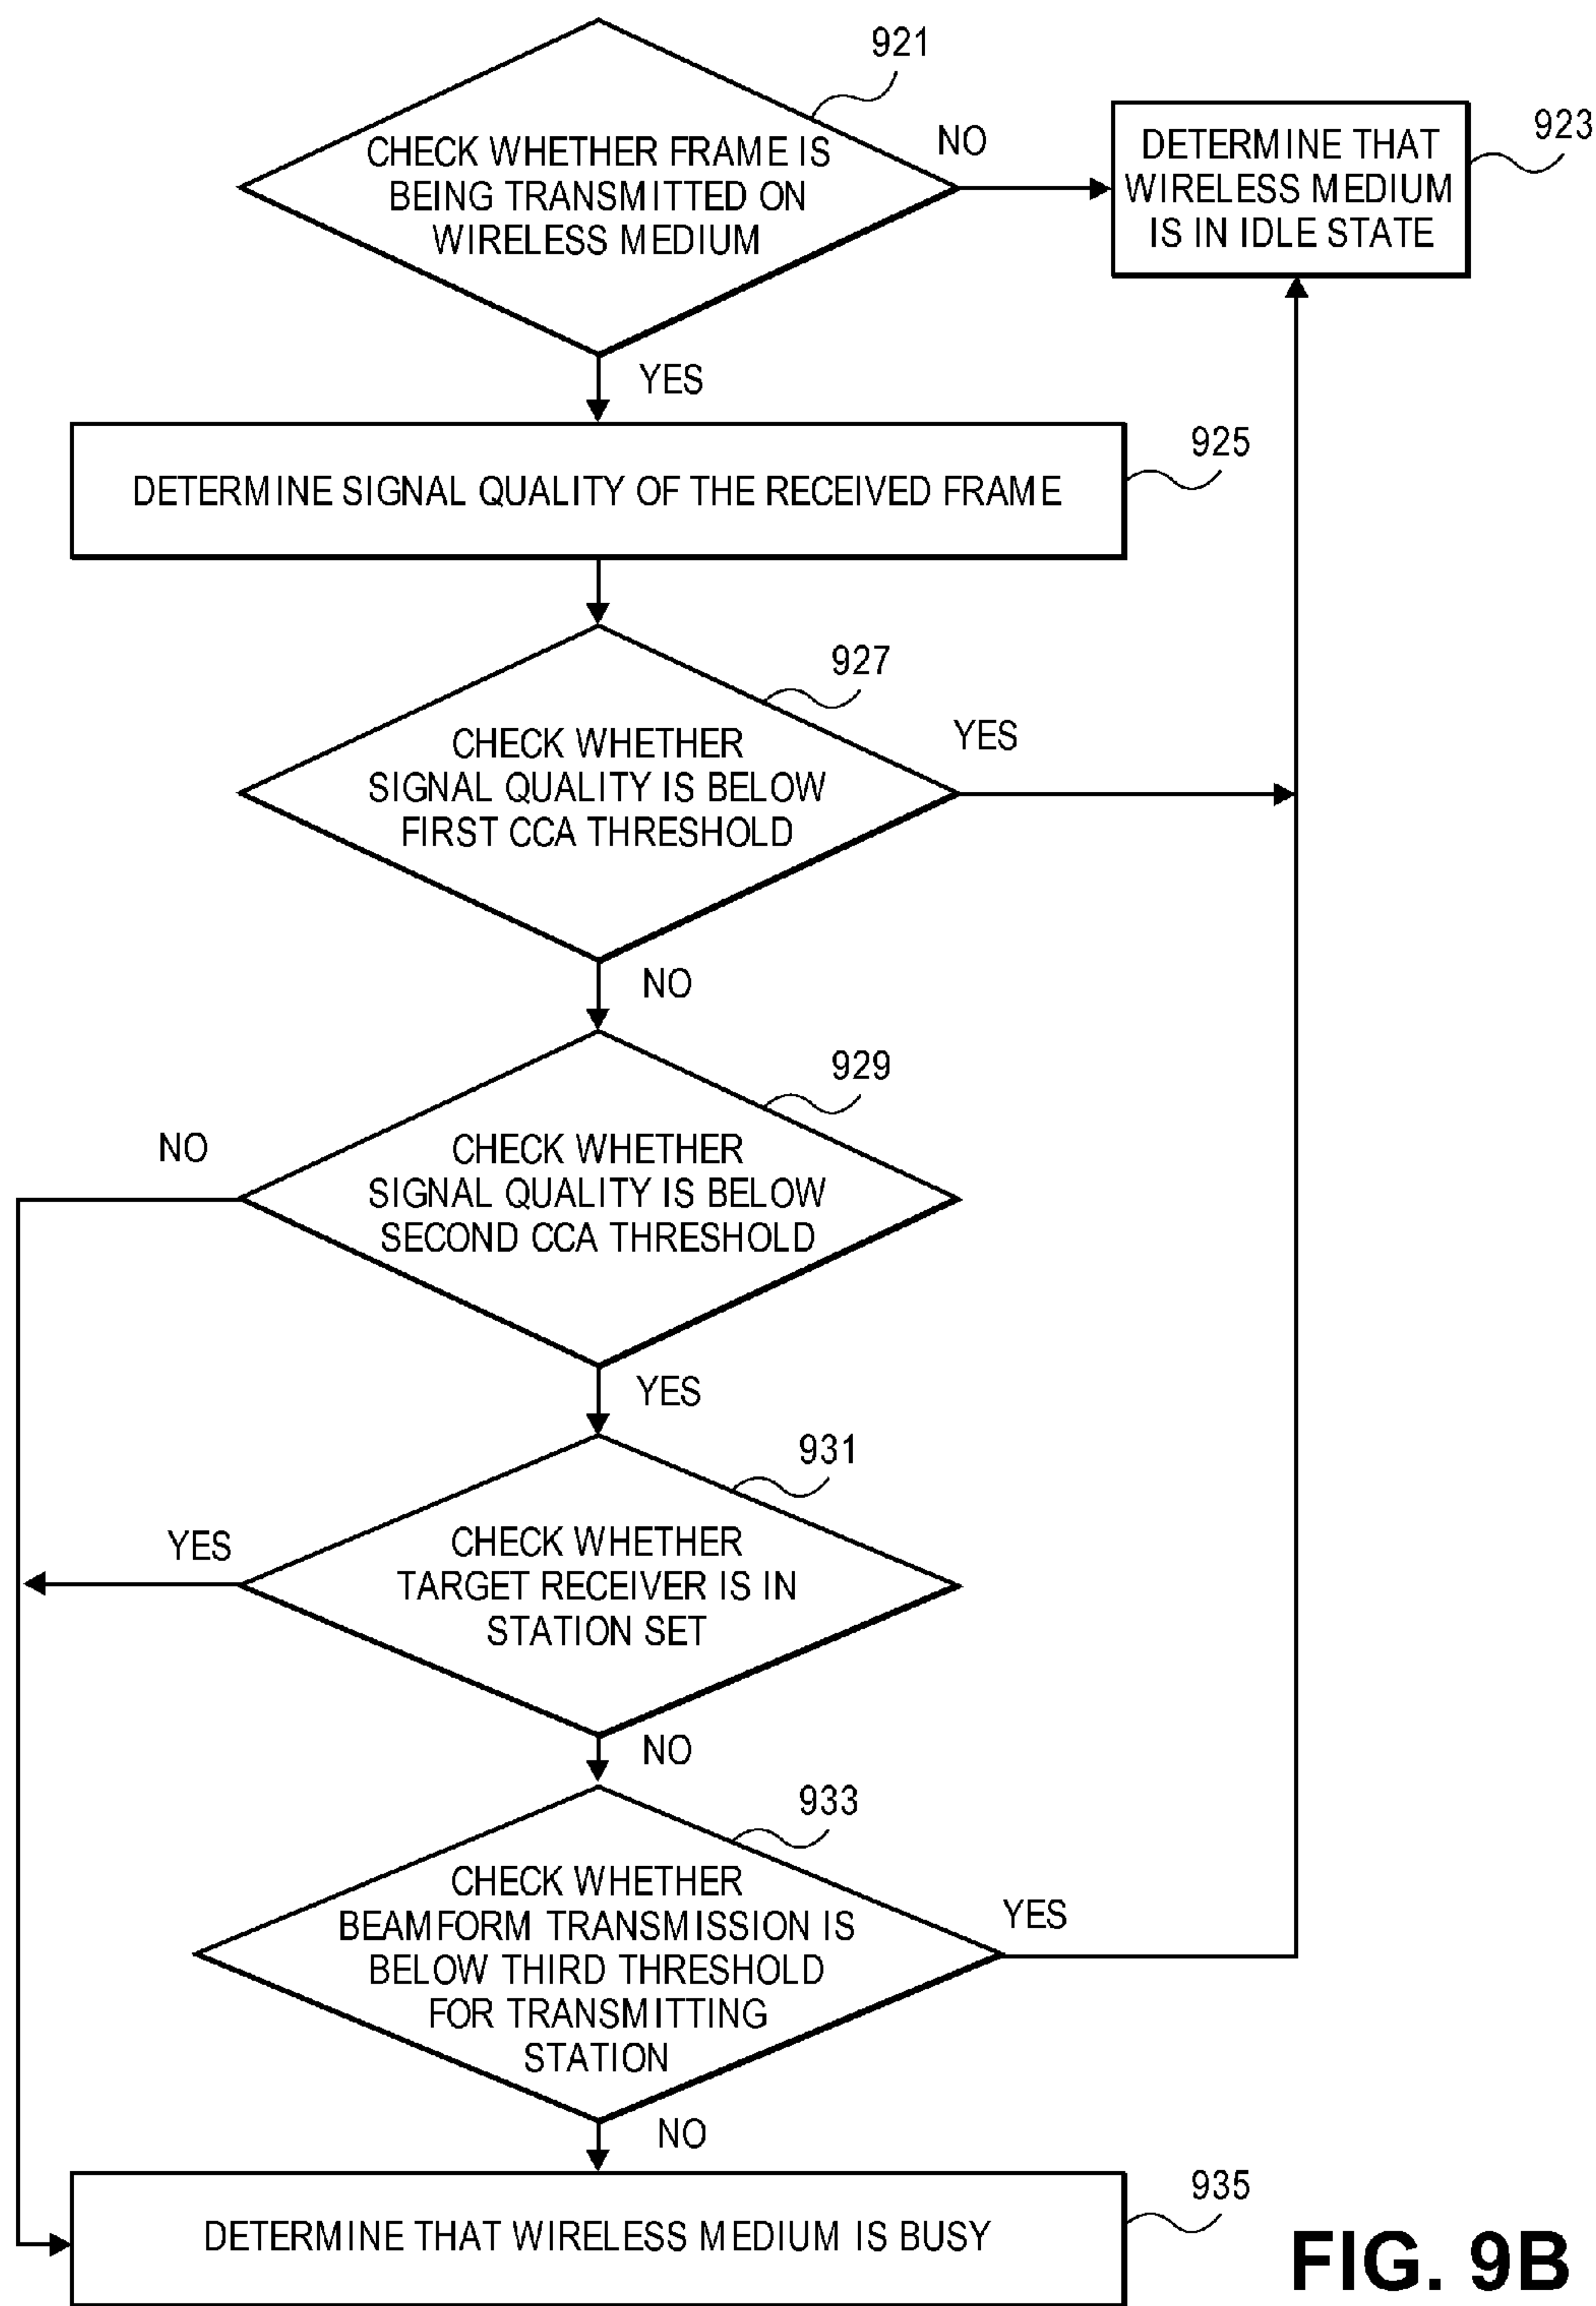 921
CHECK WHETHER FRAME IS
BEING TRANSMITTED ON
WIRELESS MEDIUM
NO
DETERMINE THAT
WIRELESS MEDIUM
IS IN IDLE STATE
923
YES
DETERMINE SIGNAL QUALITY OF THE RECEIVED FRAME
925
927
CHECK WHETHER
SIGNAL QUALITY IS BELOW
FIRST CCA THRESHOLD
YES
NO
929
CHECK WHETHER
SIGNAL QUALITY IS BELOW
SECOND CCA THRESHOLD
NO
YES
931
CHECK WHETHER
TARGET RECEIVER IS IN
STATION SET
YES
NO
933
CHECK WHETHER
BEAMFORM TRANSMISSION IS
BELOW THIRD THRESHOLD
FOR TRANSMITTING
STATION
YES
NO
DETERMINE THAT WIRELESS MEDIUM IS BUSY
935
FIG. 9B